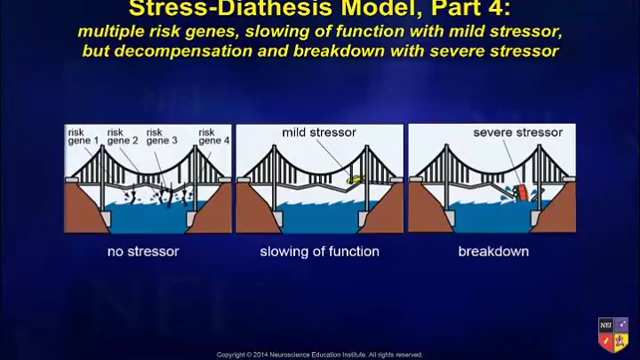 Stress-Diathesis Model, Part 4:
multiple risk genes, slowing of function with mild stressor,
but decompensation and breakdown with severe stressor
risk gene 1
risk gene 2
risk gene 3
risk gene 4
mild stressor
severe stressor
no stressor
slowing of function
breakdown
NEI
Copyright © 2014 Neuroscience Education Institute. All rights reserved.